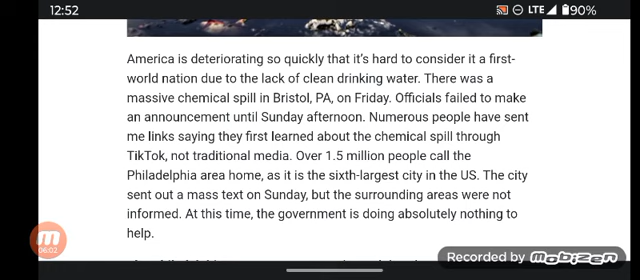 12:52
LTE 90%
America is deteriorating so quickly that it's hard to consider it a first-
world nation due to the lack of clean drinking water. There was a
massive chemical spill in Bristol, PA, on Friday. Officials failed to make
an announcement until Sunday afternoon. Numerous people have sent
me links saying they first learned about the chemical spill through
TikTok, not traditional media. Over 1.5 million people call the
Philadelphia area home, as it is the sixth-largest city in the US. The city
sent out a mass text on Sunday, but the surrounding areas were not
informed. At this time, the government is doing absolutely nothing to
help.
06:02
Recorded by Mobizen